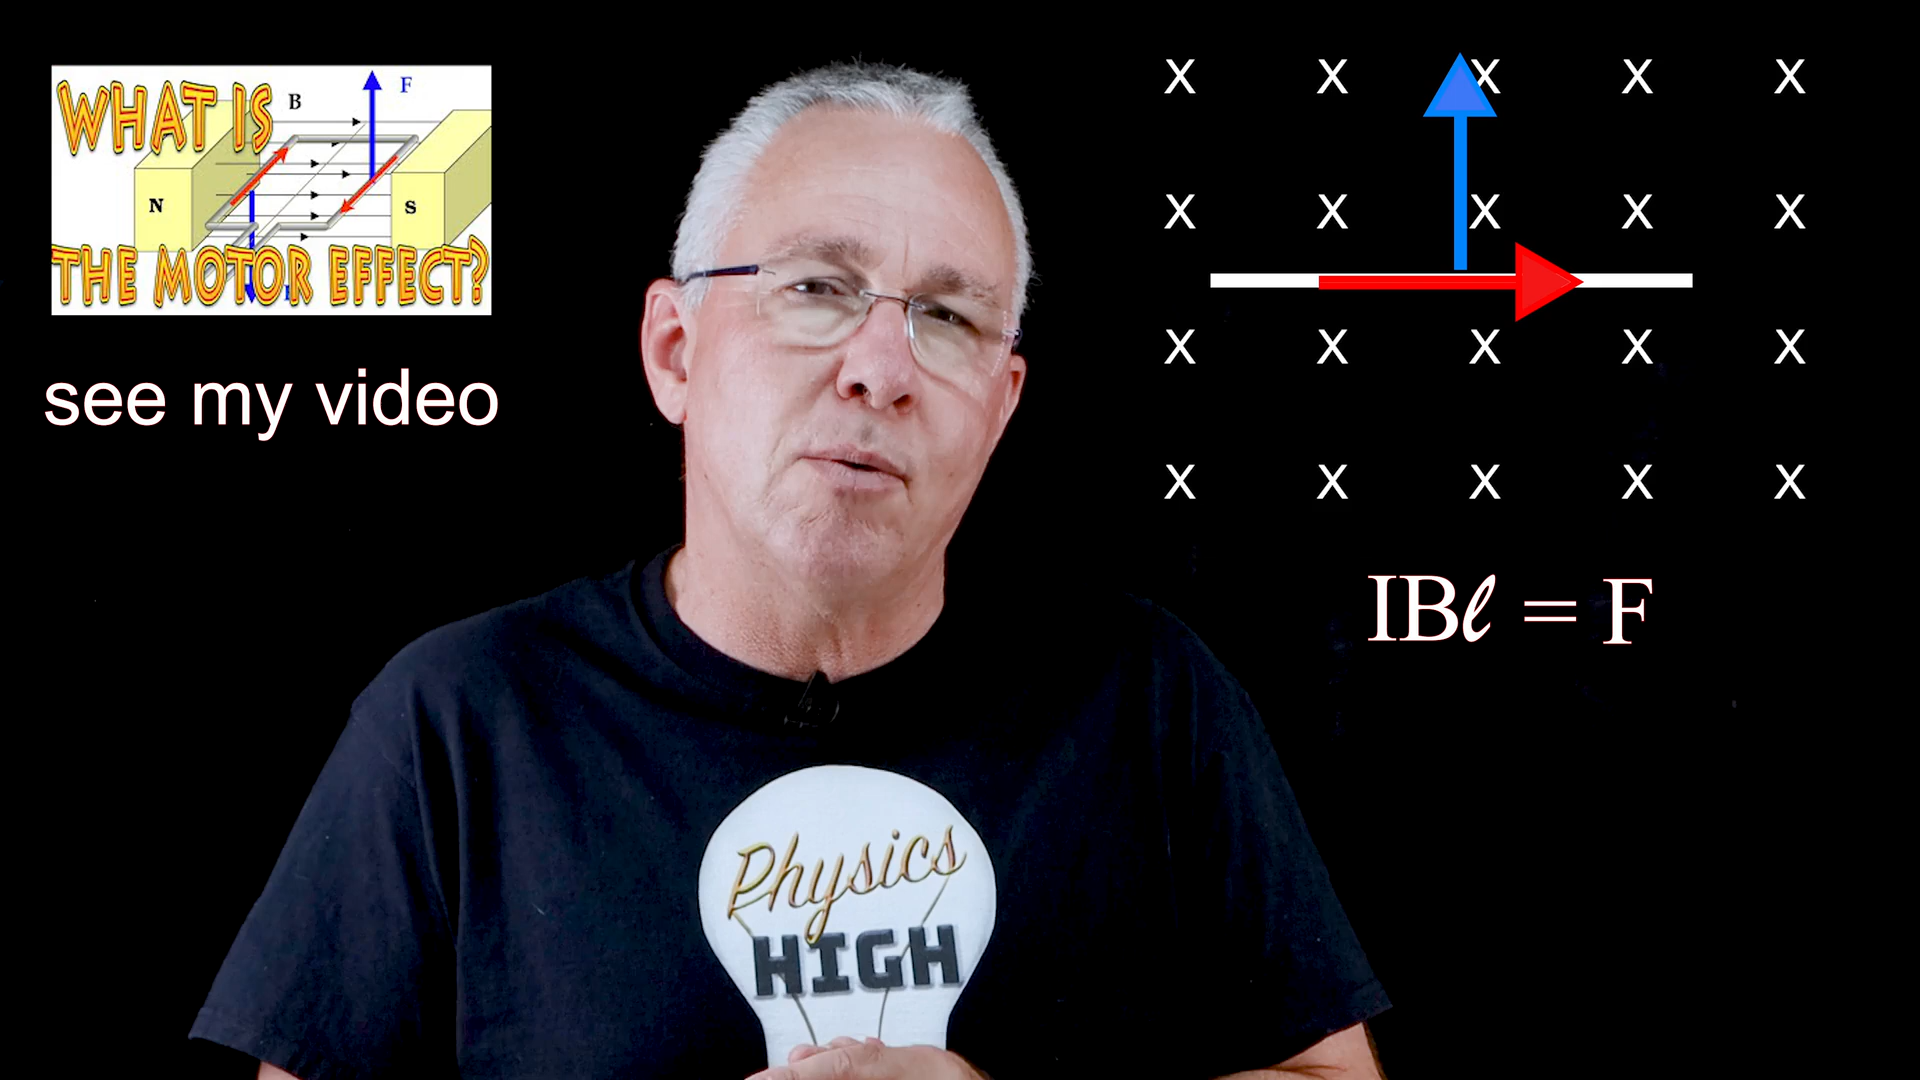 WHAT IS
B
F
N
S
THE MOTOR EFFECT?
see my video
Physics
HIGH
X X X X X
X X X X X
X X X X X
X X X X X
IBℓ = F